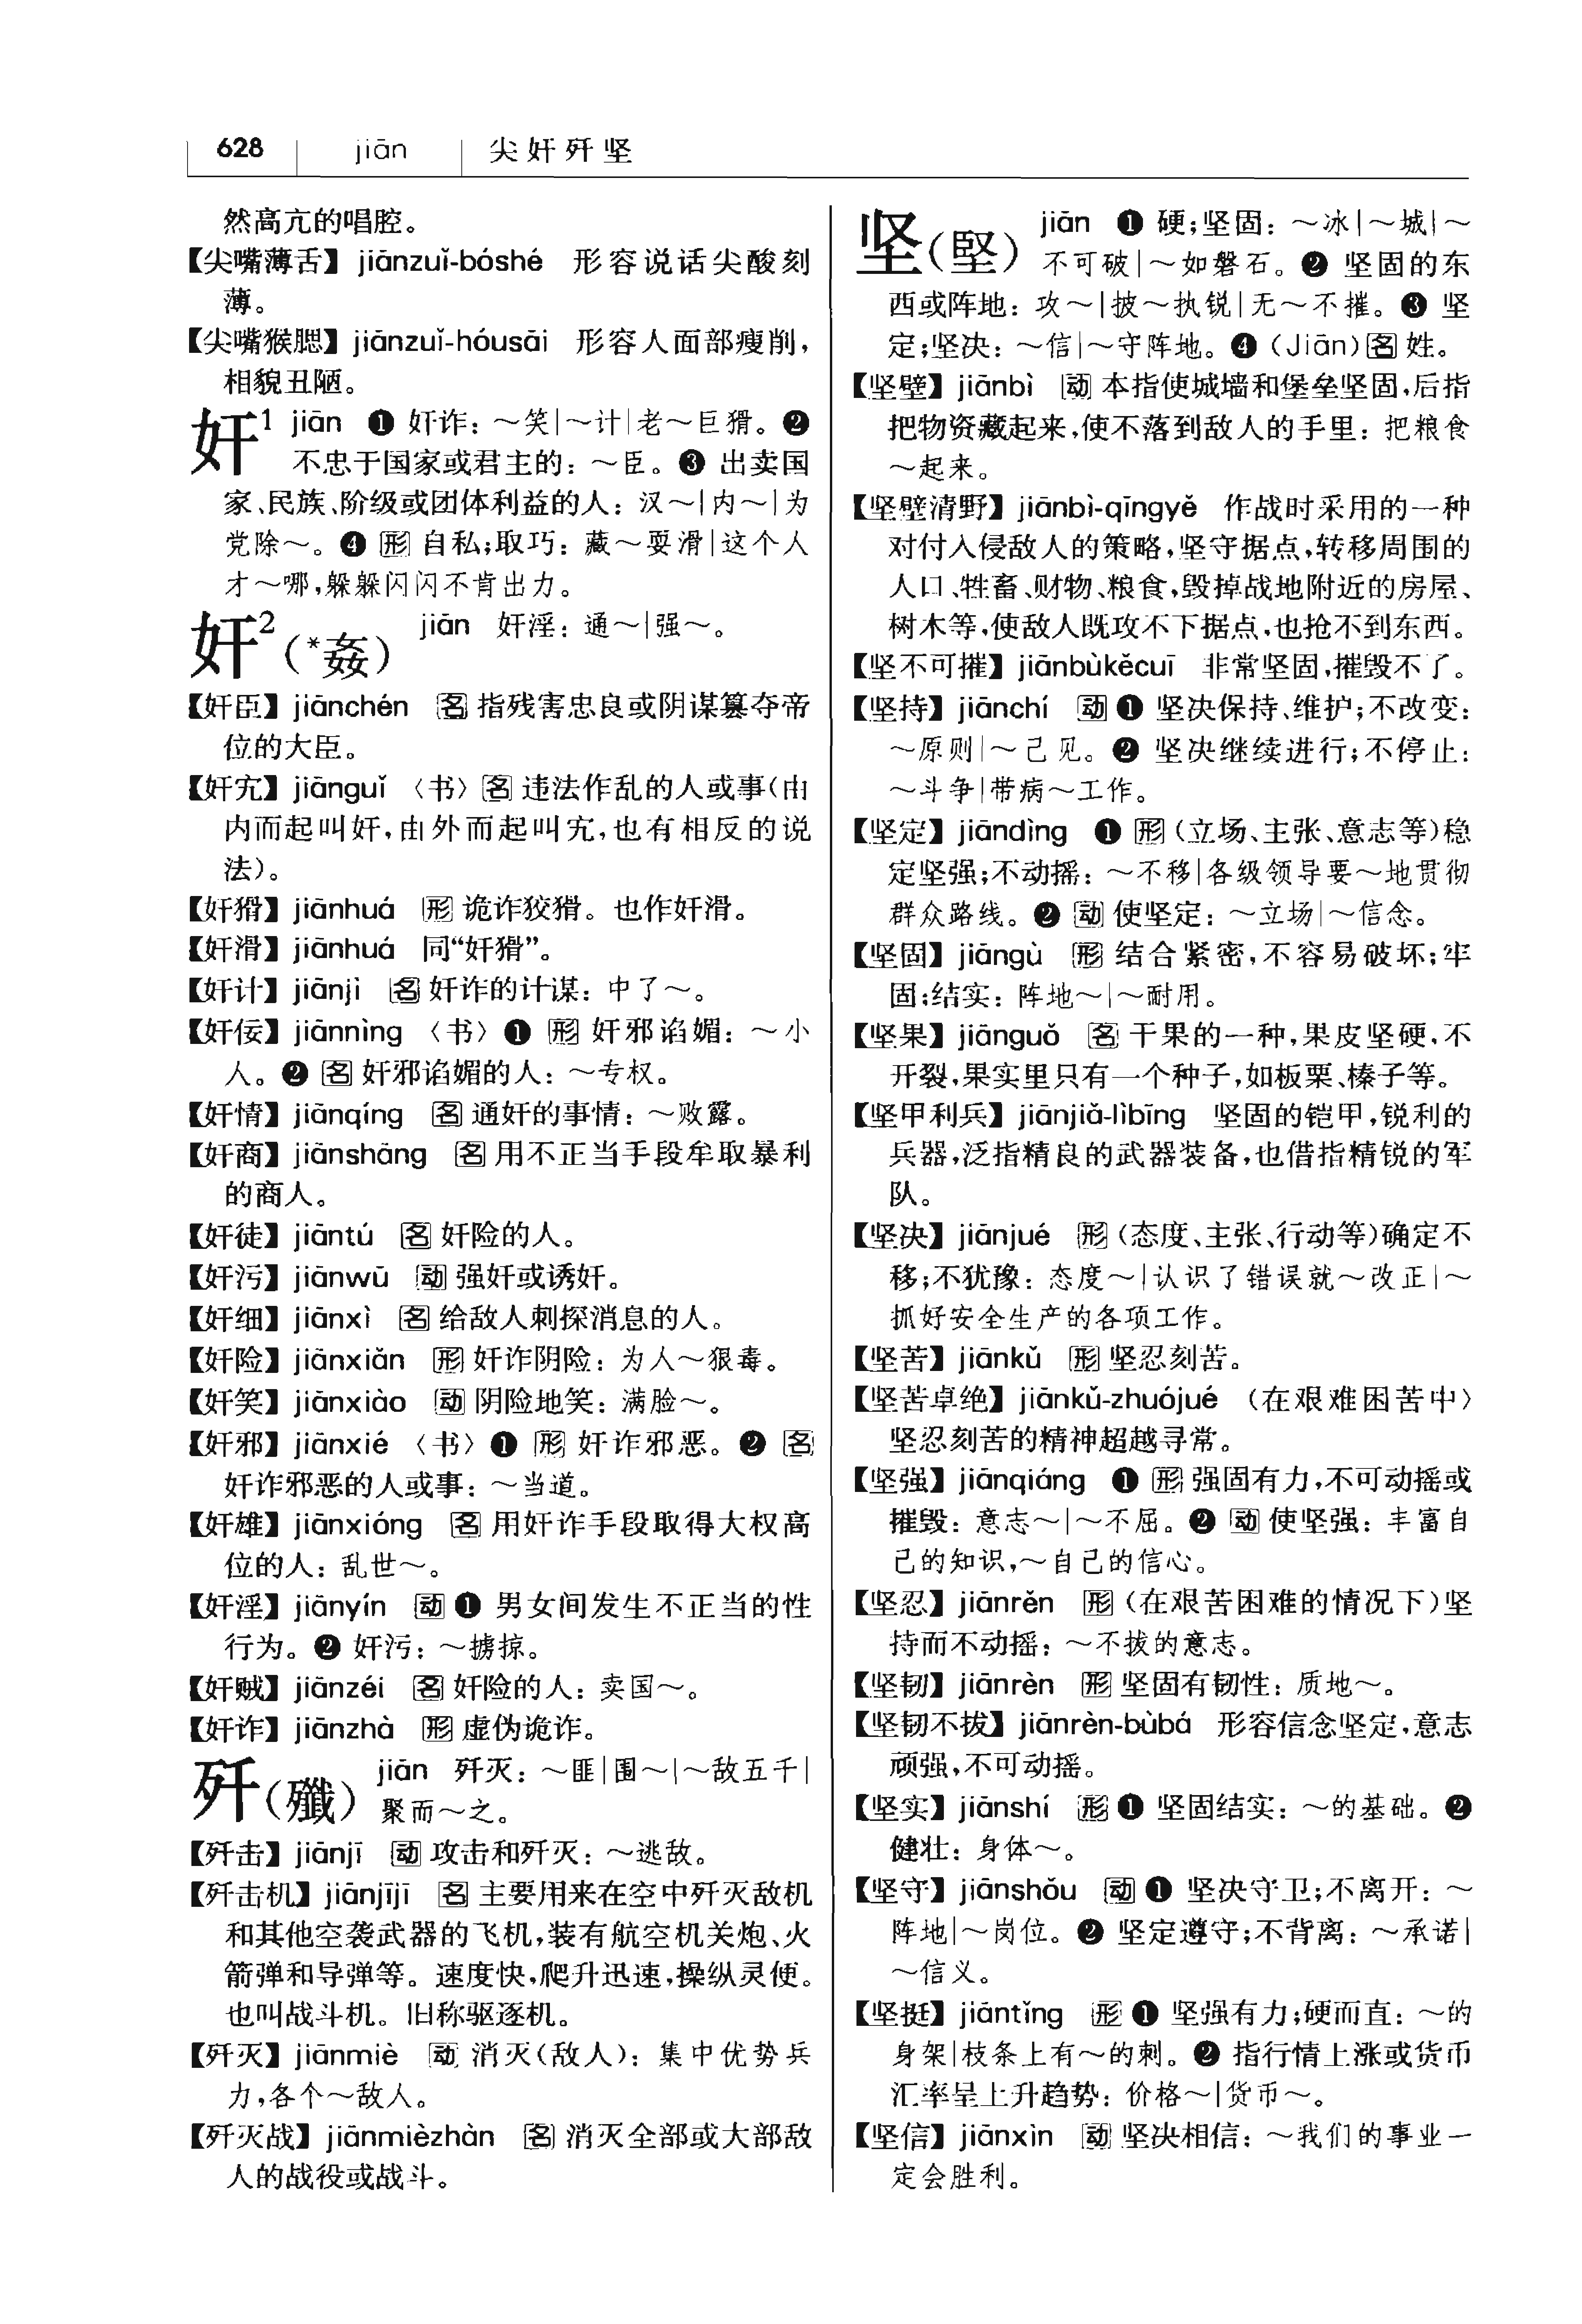 628 jiān 尖奸歼坚
然高亢的唱腔。
【尖嘴薄舌】jiānzuǐ-bóshé 形容说话尖酸刻
薄。
【尖嘴猴腮】jiānzuǐ-hóusāi 形容人面部瘦削,
相貌丑陋。
奸¹ jiān ❶ 奸诈：～笑|～计|老～巨猾。❷
不忠于国家或君主的：～臣。❸ 出卖国
家、民族、阶级或团体利益的人：汉～|内～|为
党除～。❹ 形 自私;取巧：藏～耍滑|这个人
才～哪,躲躲闪闪不肯出力。
奸²(*姦) jiān 奸淫：通～|强～。
【奸臣】jiānchén 名 指残害忠良或阴谋篡夺帝
位的大臣。
【奸宄】jiānguǐ 〈书〉名 违法作乱的人或事(由
内而起叫奸,由外而起叫宄,也有相反的说
法)。
【奸猾】jiānhuá 形 诡诈狡猾。也作奸滑。
【奸滑】jiānhuá 同“奸猾”。
【奸计】jiānjì 名 奸诈的计谋：中了～。
【奸佞】jiānnìng 〈书〉❶ 形 奸邪谄媚：～小
人。❷ 名 奸邪谄媚的人：～专权。
【奸情】jiānqíng 名 通奸的事情：～败露。
【奸商】jiānshāng 名 用不正当手段牟取暴利
的商人。
【奸徒】jiāntú 名 奸险的人。
【奸污】jiānwū 动 强奸或诱奸。
【奸细】jiānxì 名 给敌人刺探消息的人。
【奸险】jiānxiǎn 形 奸诈阴险：为人～狠毒。
【奸笑】jiānxiào 动 阴险地笑：满脸～。
【奸邪】jiānxié 〈书〉❶ 形 奸诈邪恶。❷ 名
奸诈邪恶的人或事：～当道。
【奸雄】jiānxióng 名 用奸诈手段取得大权高
位的人：乱世～。
【奸淫】jiānyín 动 ❶ 男女间发生不正当的性
行为。❷ 奸污：～掳掠。
【奸贼】jiānzéi 名 奸险的人：卖国～。
【奸诈】jiānzhà 形 虚伪诡诈。
歼(殲) jiān 歼灭：～匪|围～|～敌五千|
聚而～之。
【歼击】jiānjī 动 攻击和歼灭：～逃敌。
【歼击机】jiānjījī 名 主要用来在空中歼灭敌机
和其他空袭武器的飞机,装有航空机关炮、火
箭弹和导弹等。速度快,爬升迅速,操纵灵便。
也叫战斗机。旧称驱逐机。
【歼灭】jiānmiè 动 消灭(敌人)：集中优势兵
力,各个～敌人。
【歼灭战】jiānmièzhàn 名 消灭全部或大部敌
人的战役或战斗。
坚(堅) jiān ❶ 硬;坚固：～冰|～城|～
不可破|～如磐石。❷ 坚固的东
西或阵地：攻～|披～执锐|无～不摧。❸ 坚
定;坚决：～信|～守阵地。❹ (Jiān)名 姓。
【坚壁】jiānbì 动 本指使城墙和堡垒坚固,后指
把物资藏起来,使不落到敌人的手里：把粮食
～起来。
【坚壁清野】jiānbì-qīngyě 作战时采用的一种
对付入侵敌人的策略,坚守据点,转移周围的
人口、牲畜、财物、粮食,毁掉战地附近的房屋、
树木等,使敌人既攻不下据点,也抢不到东西。
【坚不可摧】jiānbùkěcuī 非常坚固,摧毁不了。
【坚持】jiānchí 动 ❶ 坚决保持、维护;不改变：
～原则|～己见。❷ 坚决继续进行;不停止：
～斗争|带病～工作。
【坚定】jiāndìng ❶ 形 (立场、主张、意志等)稳
定坚强;不动摇：～不移|各级领导要～地贯彻
群众路线。❷ 动 使坚定：～立场|～信念。
【坚固】jiāngù 形 结合紧密,不容易破坏;牢
固;结实：阵地～|～耐用。
【坚果】jiānguǒ 名 干果的一种,果皮坚硬,不
开裂,果实里只有一个种子,如板栗、榛子等。
【坚甲利兵】jiānjiǎ-lìbīng 坚固的铠甲,锐利的
兵器,泛指精良的武器装备,也借指精锐的军
队。
【坚决】jiānjué 形 (态度、主张、行动等)确定不
移;不犹豫：态度～|认识了错误就～改正|～
抓好安全生产的各项工作。
【坚苦】jiānkǔ 形 坚忍刻苦。
【坚苦卓绝】jiānkǔ-zhuójué (在艰难困苦中)
坚忍刻苦的精神超越寻常。
【坚强】jiānqiáng ❶ 形 强固有力,不可动摇或
摧毁：意志～|～不屈。❷ 动 使坚强：丰富自
己的知识,～自己的信心。
【坚忍】jiānrěn 形 (在艰苦困难的情况下)坚
持而不动摇：～不拔的意志。
【坚韧】jiānrèn 形 坚固有韧性：质地～。
【坚韧不拔】jiānrèn-bùbá 形容信念坚定,意志
顽强,不可动摇。
【坚实】jiānshí 形 ❶ 坚固结实：～的基础。❷
健壮：身体～。
【坚守】jiānshǒu 动 ❶ 坚决守卫;不离开：～
阵地|～岗位。❷ 坚定遵守;不背离：～承诺|
～信义。
【坚挺】jiāntǐng 形 ❶ 坚强有力;硬而直：～的
身架|枝条上有～的刺。❷ 指行情上涨或货币
汇率呈上升趋势：价格～|货币～。
【坚信】jiānxìn 动 坚决相信：～我们的事业一
定会胜利。